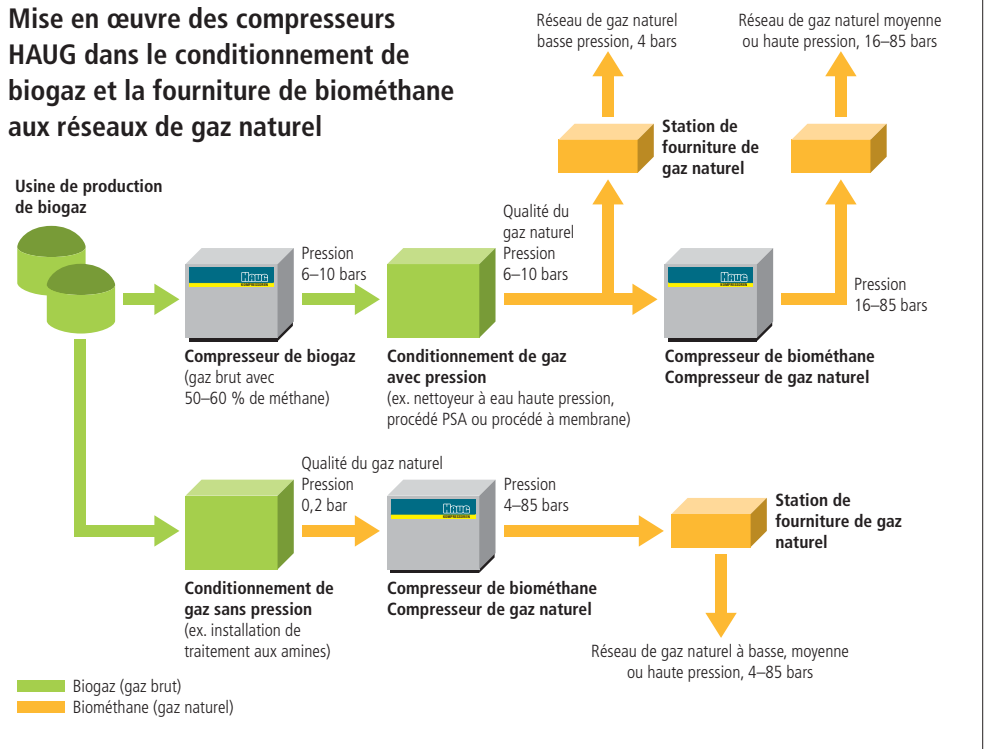 Mise en œuvre des compresseurs
HAUG dans le conditionnement de
biogaz et la fourniture de biométhane
aux réseaux de gaz naturel
Réseau de gaz naturel
basse pression, 4 bars
Réseau de gaz naturel moyenne
ou haute pression, 16–85 bars
Station de
fourniture de
gaz naturel
Usine de production
de biogaz
Pression
6–10 bars
Qualité du
gaz naturel
Pression
6–10 bars
Pression
16–85 bars
HAUG
KOMPRESSOREN
HAUG
KOMPRESSOREN
Compresseur de biogaz
(gaz brut avec
50–60 % de méthane)
Conditionnement de gaz
avec pression
(ex. nettoyeur à eau haute pression,
procédé PSA ou procédé à membrane)
Compresseur de biométhane
Compresseur de gaz naturel
Qualité du gaz naturel
Pression
0,2 bar
HAUG
KOMPRESSOREN
Pression
4–85 bars
Station de
fourniture de gaz
naturel
Conditionnement de
gaz sans pression
(ex. installation de
traitement aux amines)
Compresseur de biométhane
Compresseur de gaz naturel
Réseau de gaz naturel à basse, moyenne
ou haute pression, 4–85 bars
Biogaz (gaz brut)
Biométhane (gaz naturel)